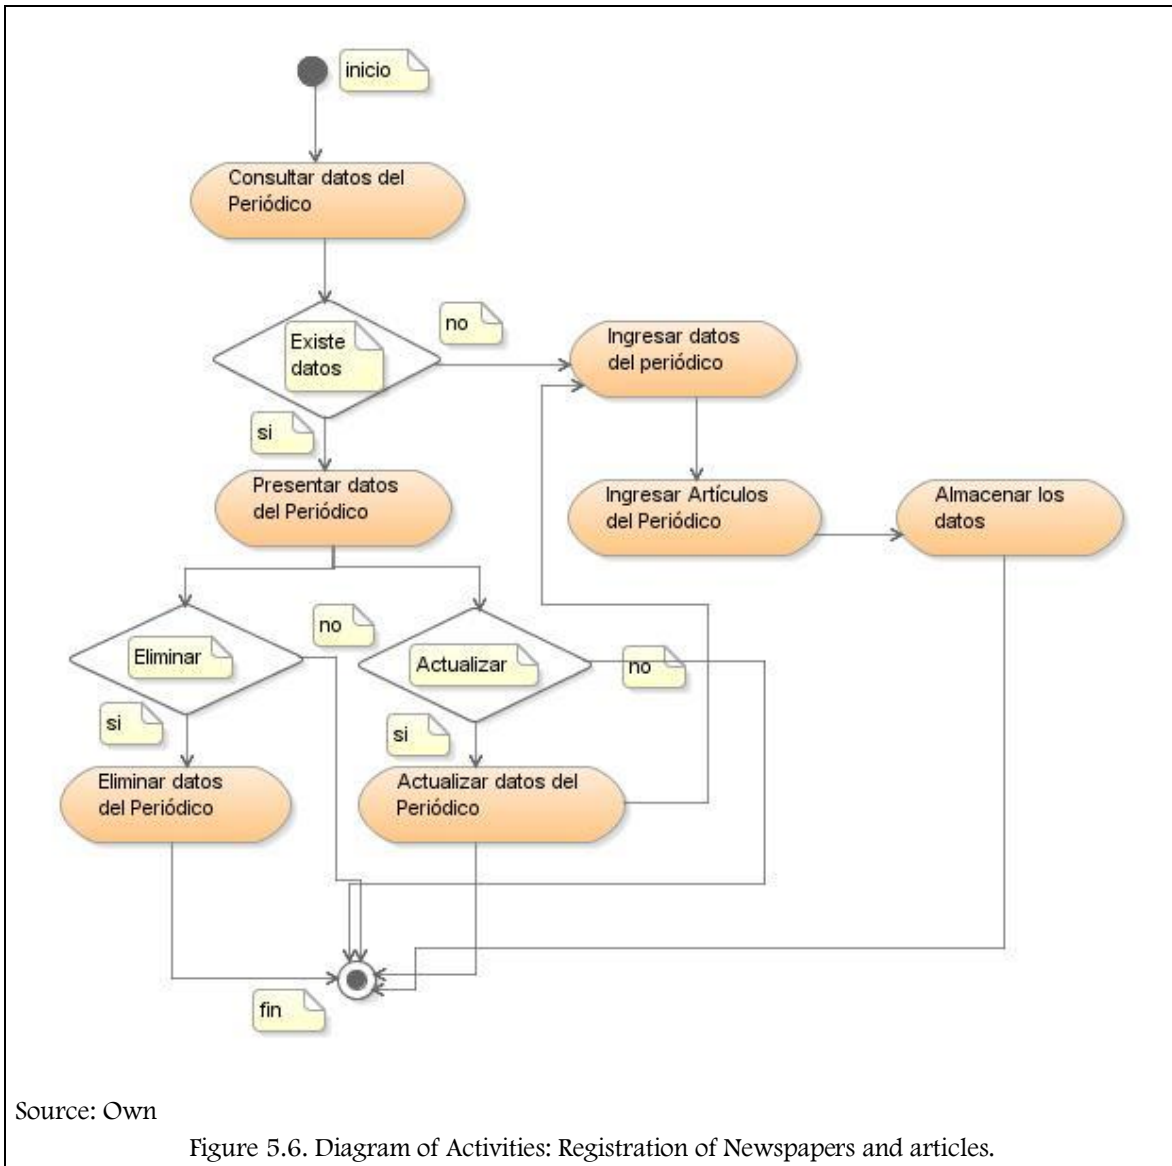 inicio
Consultar datos del
Periódico
Existe
datos
no
Ingresar datos
del periódico
si
Presentar datos
del Periódico
Ingresar Artículos
del Periódico
Almacenar los
datos
Eliminar
no
Actualizar
no
si
si
Eliminar datos
del Periódico
Actualizar datos del
Periódico
fin
Source: Own
Figure 5.6. Diagram of Activities: Registration of Newspapers and articles.